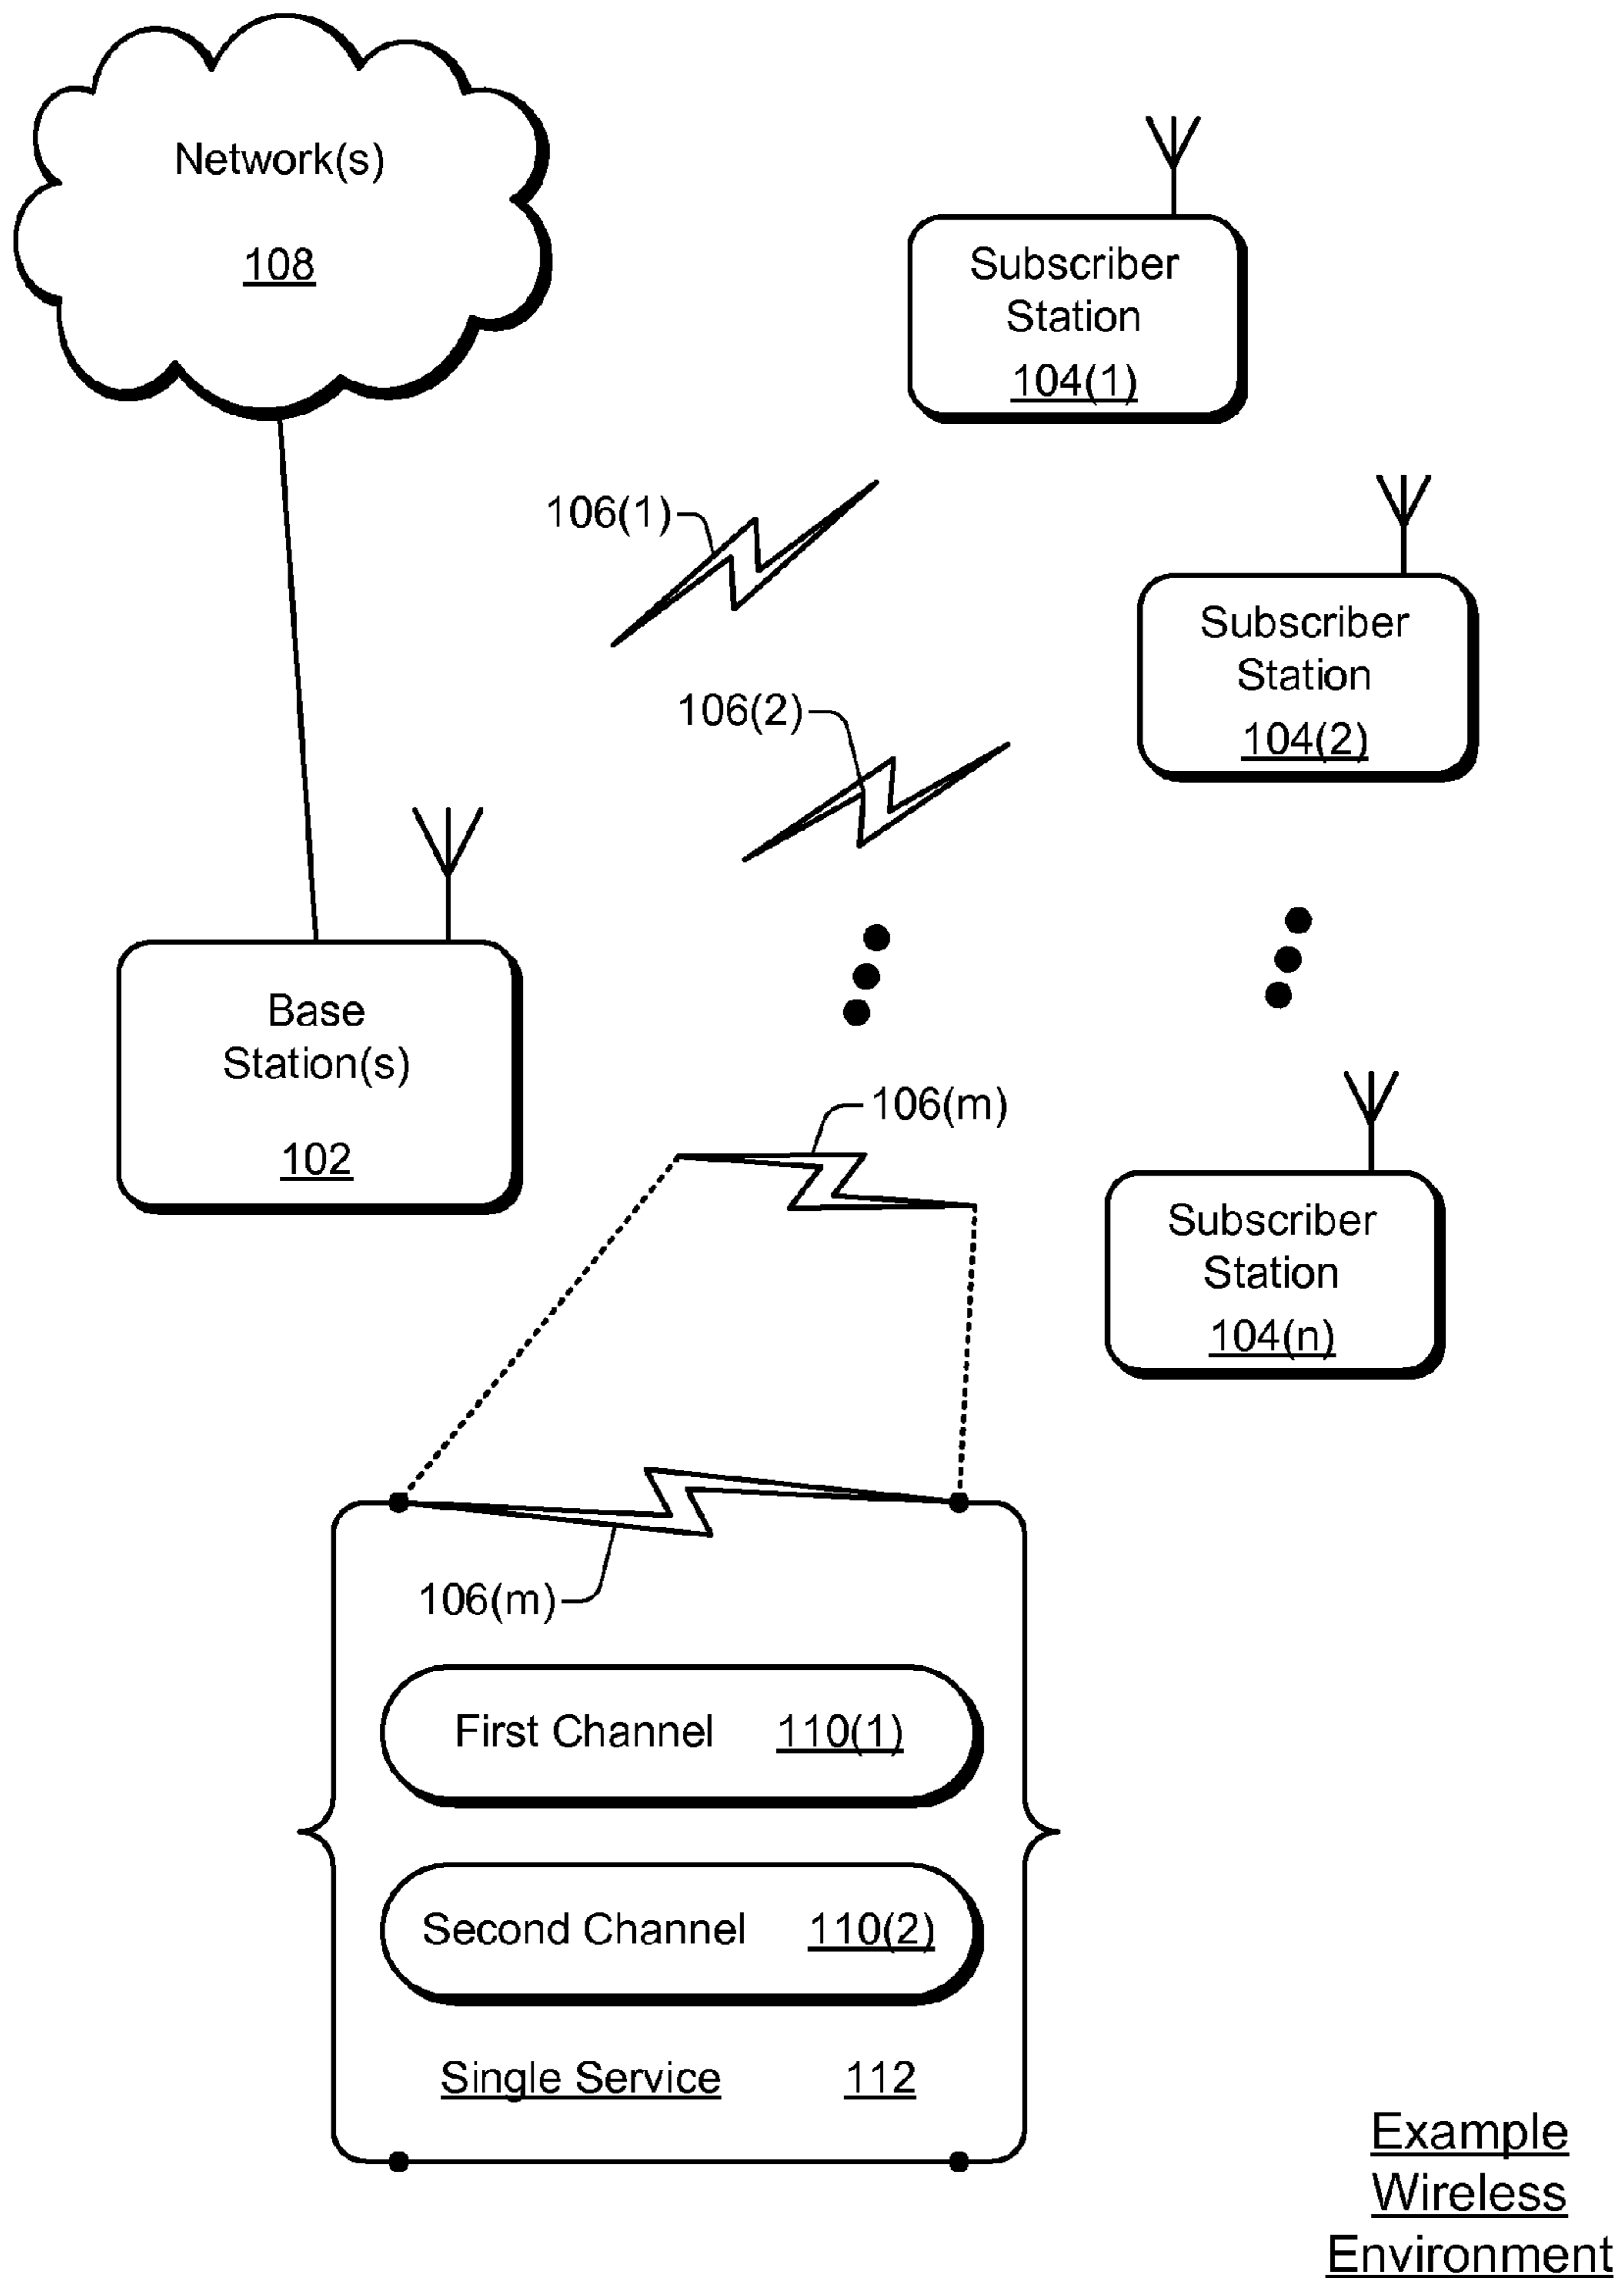 Network(s)
108
Subscriber
Station
104(1)
106(1)
Subscriber
Station
104(2)
106(2)
Base
Station(s)
102
106(m)
Subscriber
Station
104(n)
106(m)
First Channel 110(1)
Second Channel 110(2)
Single Service 112
Example
Wireless
Environment